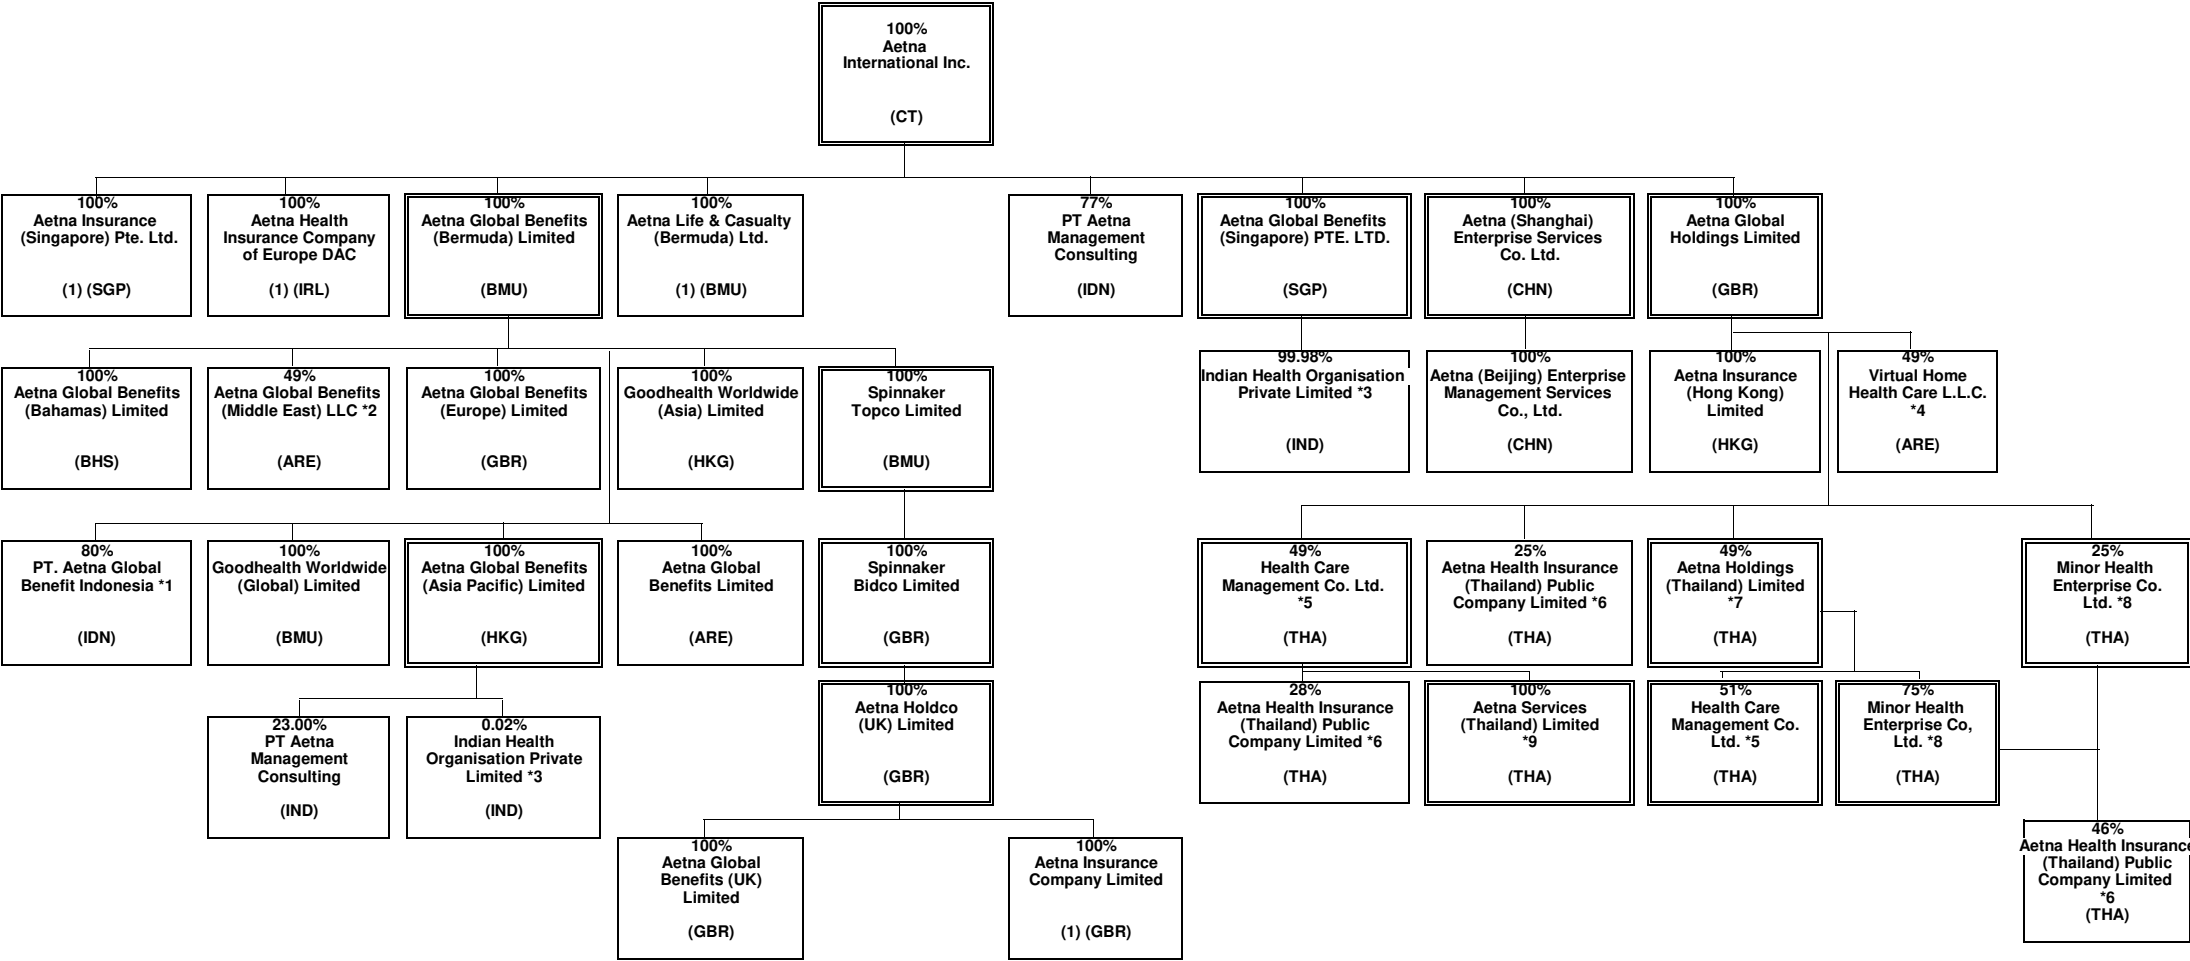 100%
Aetna
International Inc.
(CT)
100%
Aetna Insurance
(Singapore) Pte. Ltd.
(1) (SGP)
100%
Aetna Health
Insurance Company
of Europe DAC
(1) (IRL)
100%
Aetna Global Benefits
(Bermuda) Limited
(BMU)
100%
Aetna Life & Casualty
(Bermuda) Ltd.
(1) (BMU)
77%
PT Aetna
Management
Consulting
(IDN)
100%
Aetna Global Benefits
(Singapore) PTE. LTD.
(SGP)
100%
Aetna (Shanghai)
Enterprise Services
Co. Ltd.
(CHN)
100%
Aetna Global
Holdings Limited
(GBR)
100%
Aetna Global Benefits
(Bahamas) Limited
(BHS)
49%
Aetna Global Benefits
(Middle East) LLC *2
(ARE)
100%
Aetna Global Benefits
(Europe) Limited
(GBR)
100%
Goodhealth Worldwide
(Asia) Limited
(HKG)
100%
Spinnaker
Topco Limited
(BMU)
99.98%
Indian Health Organisation
Private Limited *3
(IND)
100%
Aetna (Beijing) Enterprise
Management Services
Co., Ltd.
(CHN)
100%
Aetna Insurance
(Hong Kong)
Limited
(HKG)
49%
Virtual Home
Health Care L.L.C.
*4
(ARE)
80%
PT. Aetna Global
Benefit Indonesia *1
(IDN)
100%
Goodhealth Worldwide
(Global) Limited
(BMU)
100%
Aetna Global Benefits
(Asia Pacific) Limited
(HKG)
100%
Aetna Global
Benefits Limited
(ARE)
100%
Spinnaker
Bidco Limited
(GBR)
49%
Health Care
Management Co. Ltd.
*5
(THA)
25%
Aetna Health Insurance
(Thailand) Public
Company Limited *6
(THA)
49%
Aetna Holdings
(Thailand) Limited
*7
(THA)
25%
Minor Health
Enterprise Co.
Ltd. *8
(THA)
23.00%
PT Aetna
Management
Consulting
(IND)
0.02%
Indian Health
Organisation Private
Limited *3
(IND)
100%
Aetna Holdco
(UK) Limited
(GBR)
28%
Aetna Health Insurance
(Thailand) Public
Company Limited *6
(THA)
100%
Aetna Services
(Thailand) Limited
*9
(THA)
51%
Health Care
Management Co.
Ltd. *5
(THA)
75%
Minor Health
Enterprise Co,
Ltd. *8
(THA)
100%
Aetna Global
Benefits (UK)
Limited
(GBR)
100%
Aetna Insurance
Company Limited
(1) (GBR)
46%
Aetna Health Insurance
(Thailand) Public
Company Limited
*6
(THA)